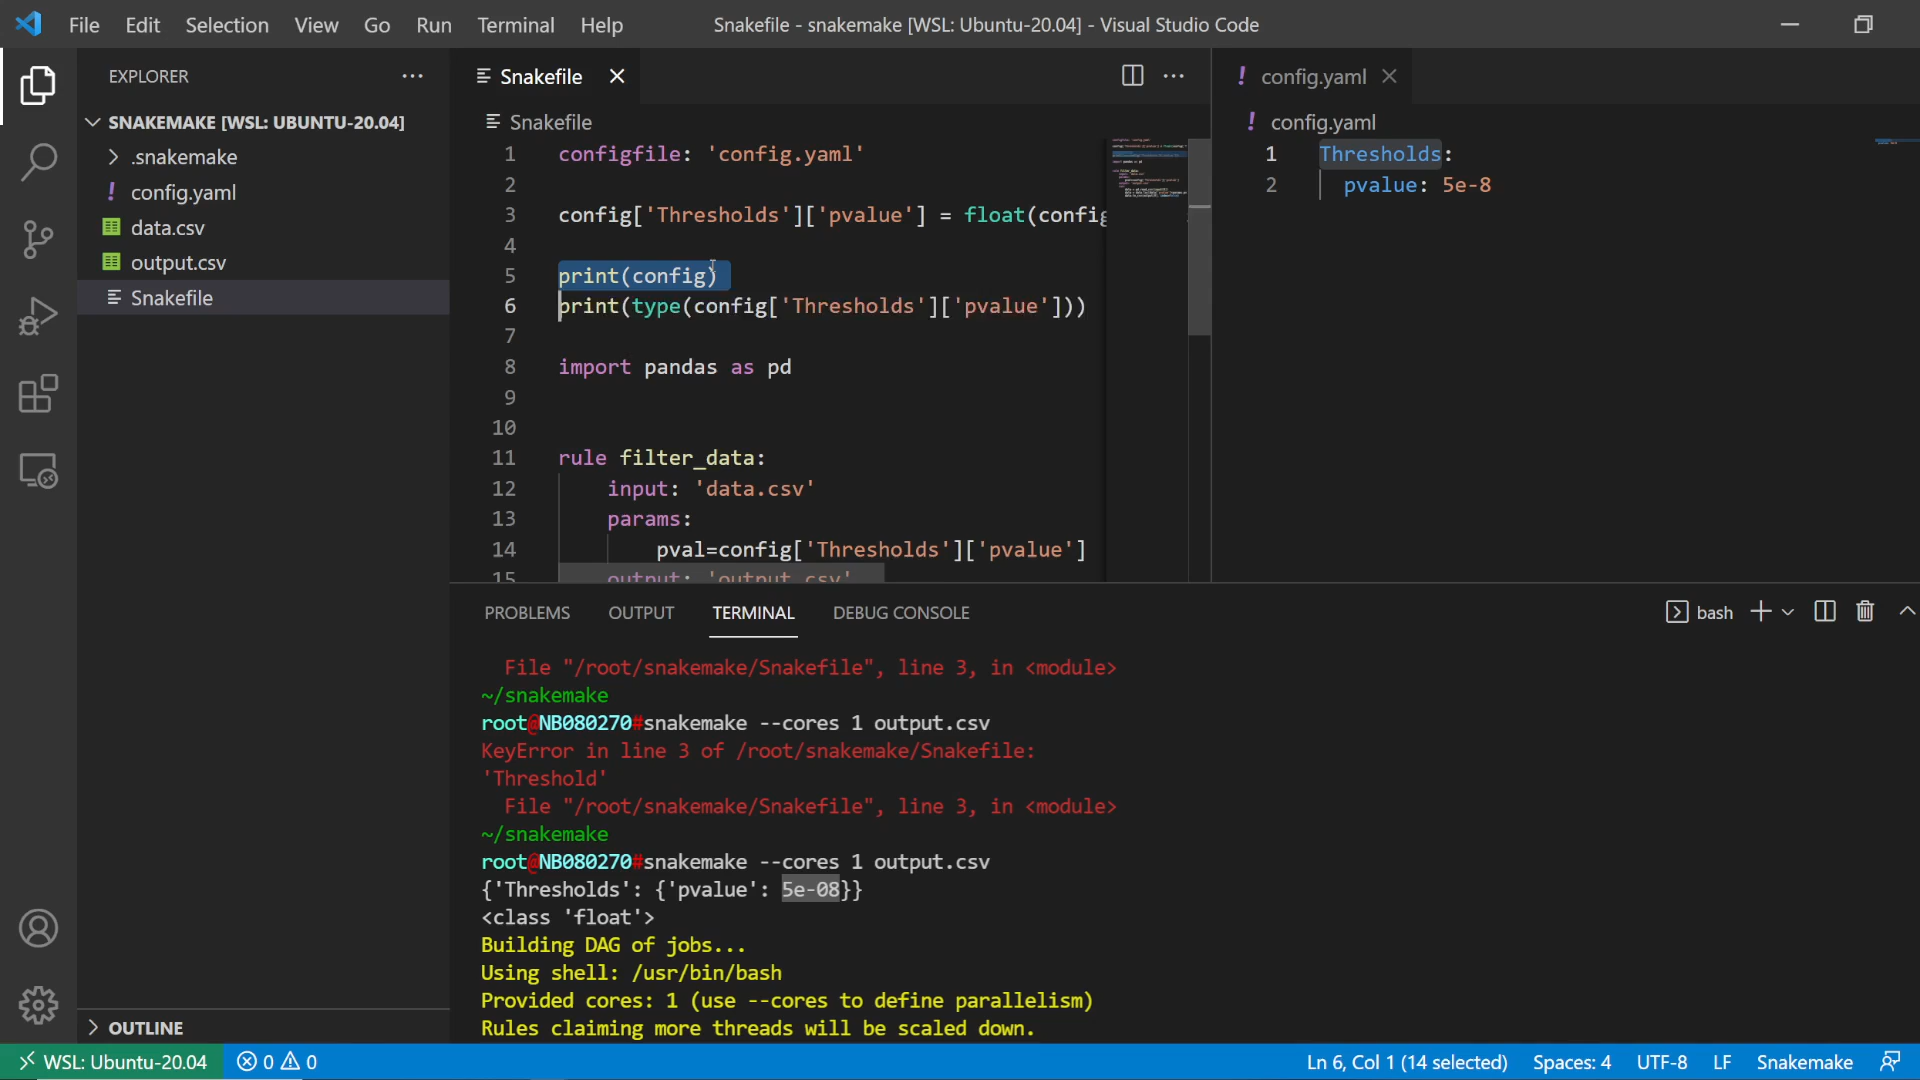 File Edit Selection View Go Run Terminal Help
Snakefile - snakemake [WSL: Ubuntu-20.04] - Visual Studio Code
EXPLORER
SNAKEMAKE [WSL: UBUNTU-20.04]
.snakemake
! config.yaml
data.csv
output.csv
Snakefile
OUTLINE
Snakefile
Snakefile
1 configfile: 'config.yaml'
2
3 config['Thresholds']['pvalue'] = float(config
4
5 print(config)
6 print(type(config['Thresholds']['pvalue']))
7
8 import pandas as pd
9
10
11 rule filter_data:
12 input: 'data.csv'
13 params:
14 pval=config['Thresholds']['pvalue']
15 output: 'output.csv'
! config.yaml
! config.yaml
1 Thresholds:
2 pvalue: 5e-8
PROBLEMS OUTPUT TERMINAL DEBUG CONSOLE
bash
File "/root/snakemake/Snakefile", line 3, in <module>
~/snakemake
root@NB080270#snakemake --cores 1 output.csv
KeyError in line 3 of /root/snakemake/Snakefile:
'Threshold'
File "/root/snakemake/Snakefile", line 3, in <module>
~/snakemake
root@NB080270#snakemake --cores 1 output.csv
{'Thresholds': {'pvalue': 5e-08}}
<class 'float'>
Building DAG of jobs...
Using shell: /usr/bin/bash
Provided cores: 1 (use --cores to define parallelism)
Rules claiming more threads will be scaled down.
WSL: Ubuntu-20.04 0 0
Ln 6, Col 1 (14 selected) Spaces: 4 UTF-8 LF Snakemake